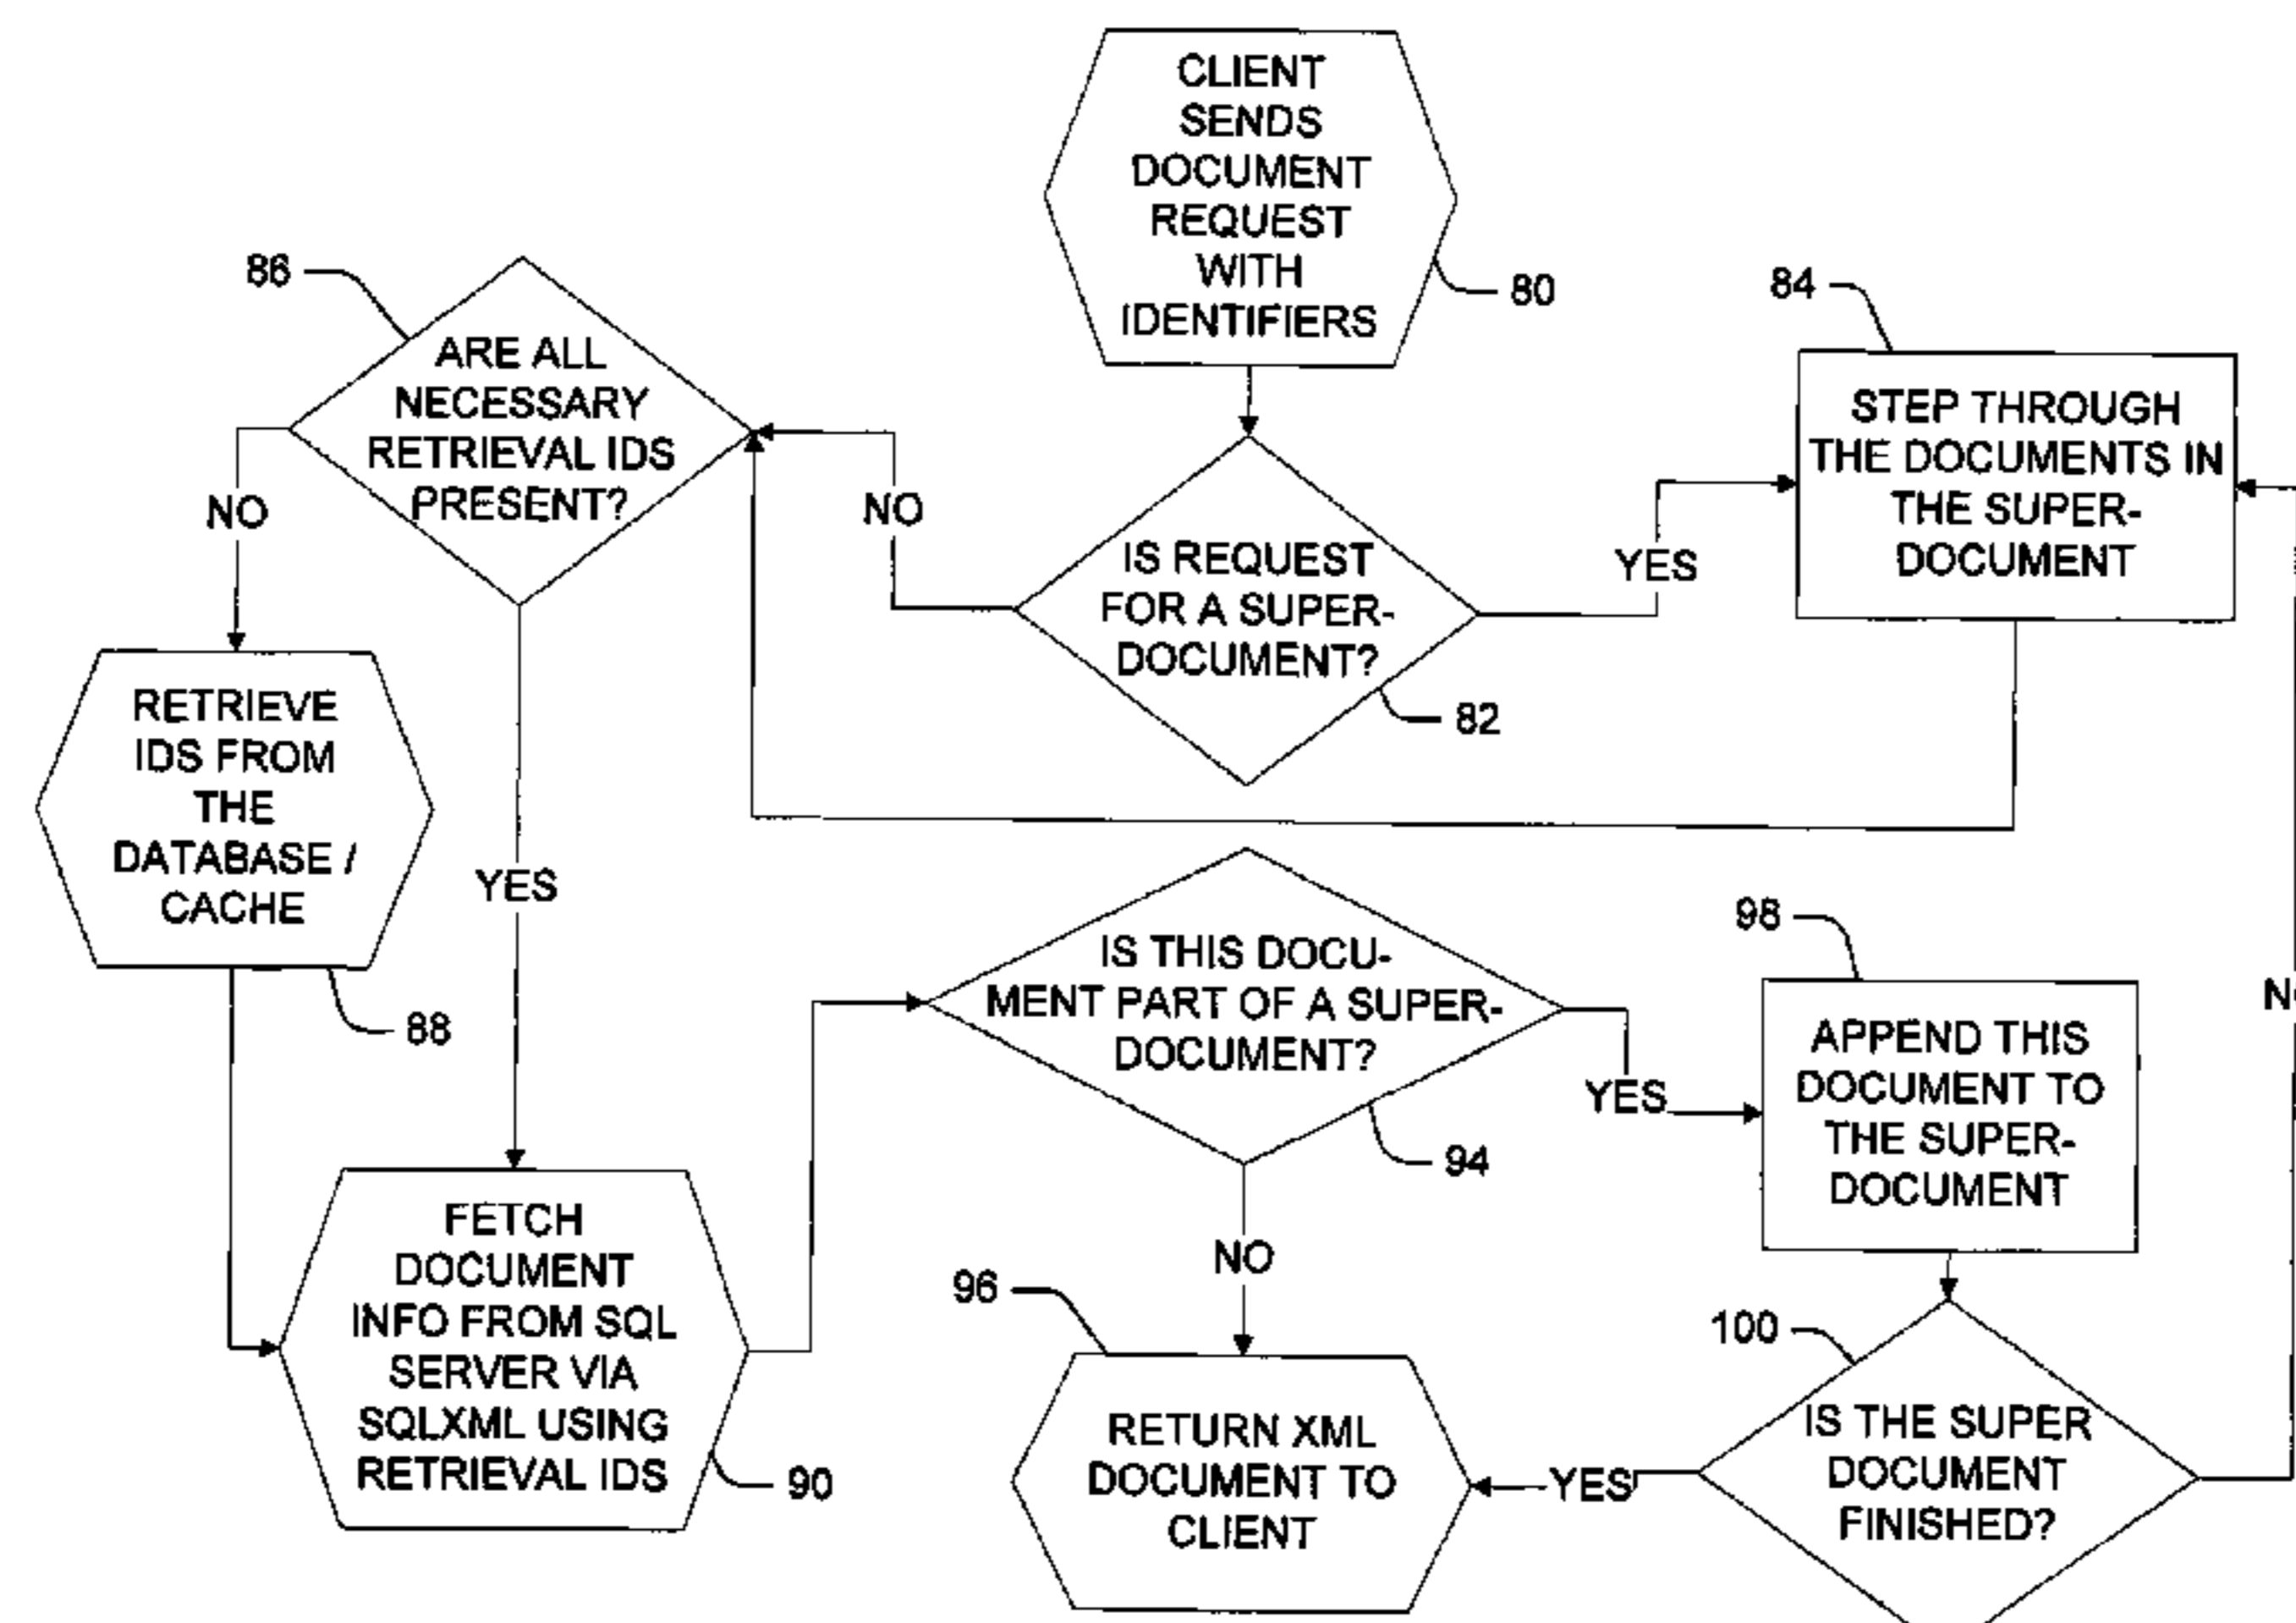 CLIENT
SENDS
DOCUMENT
REQUEST
WITH
IDENTIFIERS
80
86
ARE ALL
NECESSARY
RETRIEVAL IDS
PRESENT?
NO
YES
NO
IS REQUEST
FOR A SUPER-
DOCUMENT?
82
YES
84
STEP THROUGH
THE DOCUMENTS IN
THE SUPER-
DOCUMENT
RETRIEVE
IDS FROM
THE
DATABASE /
CACHE
88
FETCH
DOCUMENT
INFO FROM SQL
SERVER VIA
SQLXML USING
RETRIEVAL IDS
90
IS THIS DOCU-
MENT PART OF A SUPER-
DOCUMENT?
94
YES
NO
98
APPEND THIS
DOCUMENT TO
THE SUPER-
DOCUMENT
96
RETURN XML
DOCUMENT TO
CLIENT
100
IS THE SUPER
DOCUMENT
FINISHED?
YES